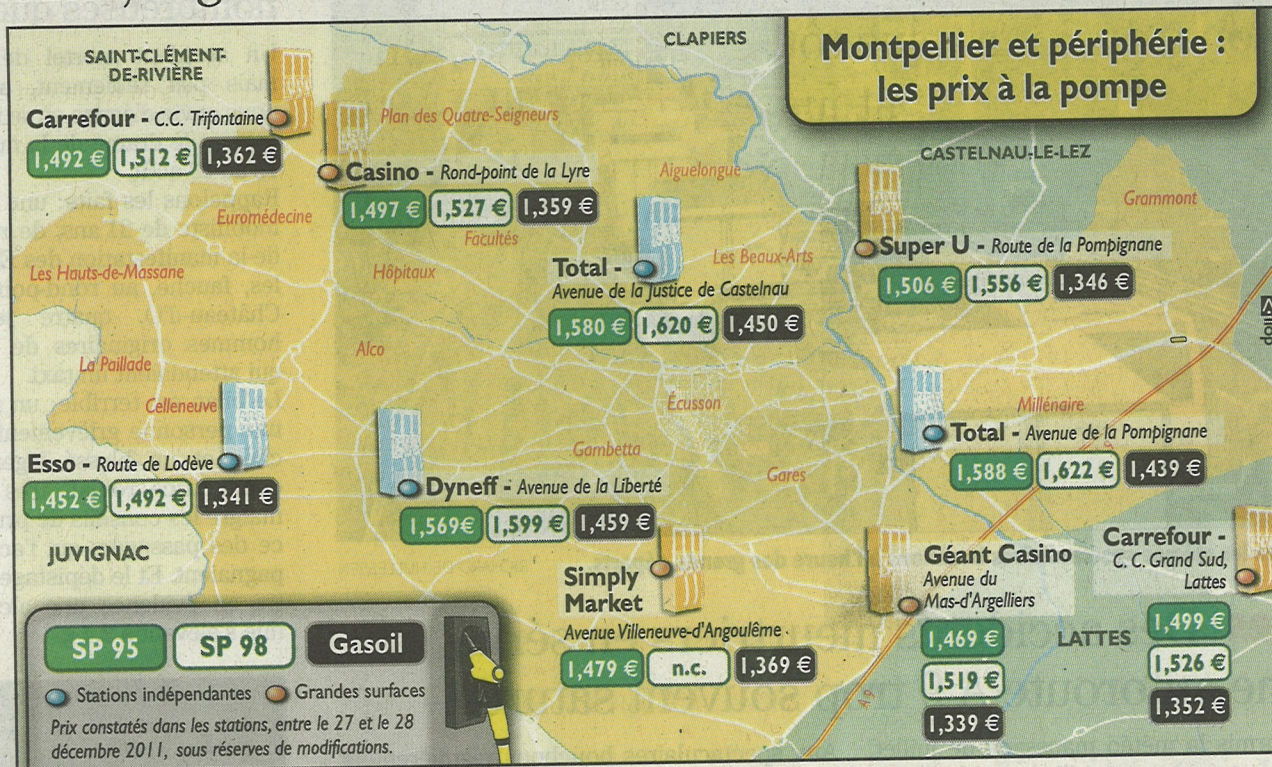 Montpellier et périphérie :
les prix à la pompe
SAINT-CLÉMENT-
DE-RIVIÈRE
CLAPIERS
CASTELNAU-LE-LEZ
Carrefour - C.C. Trifontaine
1,492 € 1,512 € 1,362 €
Plan des Quatre-Seigneurs
Casino - Rond-point de la Lyre
1,497 € 1,527 € 1,359 €
Aiguelongue
Grammont
Euromédecine
Facultés
Les Hauts-de-Massane
Hôpitaux
Les Beaux-Arts
Total -
Avenue de la Justice de Castelnau
1,580 € 1,620 € 1,450 €
Super U - Route de la Pompignane
1,506 € 1,556 € 1,346 €
La Paillade
Alco
Celleneuve
Écusson
Millénaire
Esso - Route de Lodève
1,452 € 1,492 € 1,341 €
Gambetta
Gares
Dyneff - Avenue de la Liberté
1,569€ 1,599 € 1,459 €
Total - Avenue de la Pompignane
1,588 € 1,622 € 1,439 €
JUVIGNAC
Simply
Market
Avenue Villeneuve-d'Angoulême
1,479 € n.c. 1,369 €
Géant Casino
Avenue du
Mas-d'Argelliers
1,469 €
1,519 €
1,339 €
A9
LATTES
Carrefour -
C. C. Grand Sud,
Lattes
1,499 €
1,526 €
1,352 €
SP 95 SP 98 Gasoil
Stations indépendantes Grandes surfaces
Prix constatés dans les stations, entre le 27 et le 28
décembre 2011, sous réserves de modifications.